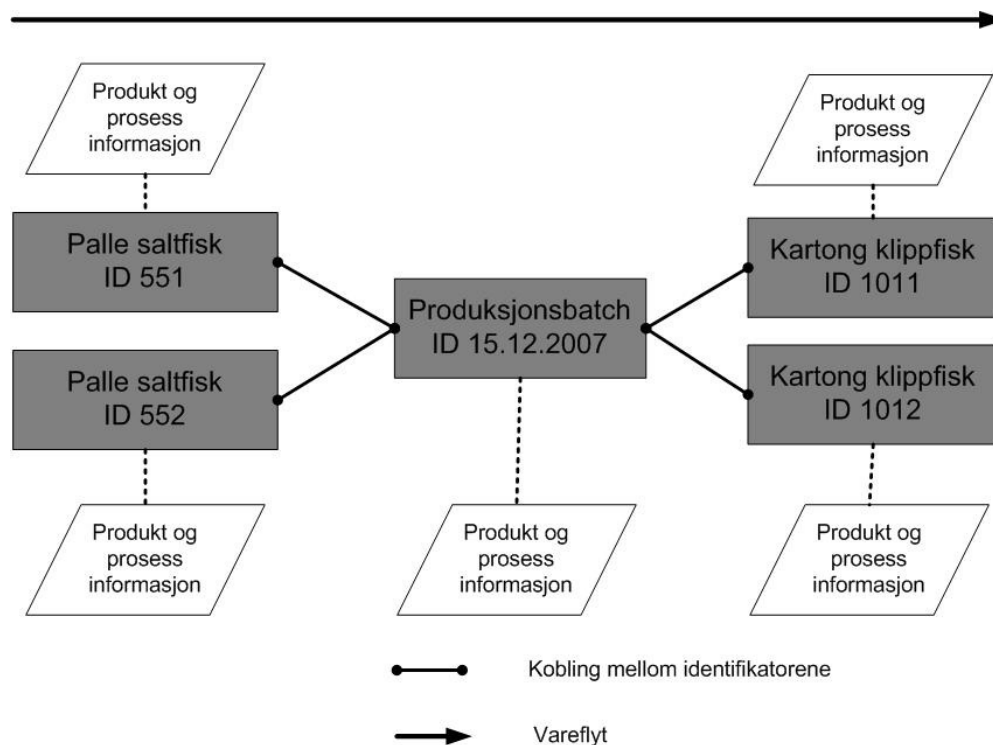 Produkt og
prosess
informasjon
Produkt og
prosess
informasjon
Palle saltfisk
ID 551
Kartong klippfisk
ID 1011
Produksjonsbatch
ID 15.12.2007
Palle saltfisk
ID 552
Kartong klippfisk
ID 1012
Produkt og
prosess
informasjon
Produkt og
prosess
informasjon
Produkt og
prosess
informasjon
Kobling mellom identifikatorene
Vareflyt